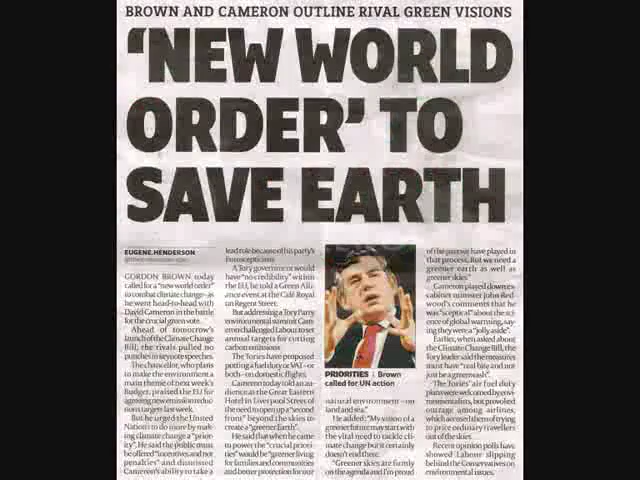 BROWN AND CAMERON OUTLINE RIVAL GREEN VISIONS
‘NEW WORLD
ORDER’ TO
SAVE EARTH
EUGENE HENDERSON
GORDON BROWN today
called for a “new world order”
to combat climate change – as
he went head-to-head with
David Cameron in the battle
for the crucial green vote.
Ahead of tomorrow’s
launch of the Climate Change
Bill, the rivals pulled no
punches in keynote speeches.
The chancellor, who plans
to make the environment a
main theme of next week’s
Budget, praised the EU for
agreeing new emission reduc-
tions targets last week.
But he urged the United
Nations to do more by mak-
ing climate change a “prior-
ity”. He said the public must
be offered “incentives and not
penalties” and dismissed
Cameron’s ability to take a
lead role because of his party’s
Euroscepticism.
A Tory government would
have “no credibility” within
the EU, he told a Green Alli-
ance event at the Café Royal
on Regent Street.
But addressing a Tory Party
environmental summit Cam-
eron challenged Labour to set
annual targets for cutting
carbon emissions.
The Tories have proposed
putting a fuel duty or VAT – or
both – on domestic flights.
Cameron today told an au-
dience at the Great Eastern
Hotel in Liverpool Street of
the need to open up a “second
front” beyond the skies to
create a “greener Earth”.
He said that when he came
to power the “crucial priori-
ties” would be “greener living
for families and communities
and better protection for our
PRIORITIES | Brown
called for UN action
natural environment – on
land and sea.”
He added: “My vision of a
greener future may start with
the vital need to tackle cli-
mate change but it certainly
doesn’t end there.
“Greener skies are firmly
on the agenda and I’m proud
of the part we have played in
that process. But we need a
greener earth as well as
greener skies.”
Cameron played down ex-
cabinet minister John Red-
wood’s comments that he
was “sceptical” about the sci-
ence of global warming, say-
ing they were a “jolly aside”.
Earlier, when asked about
the Climate Change Bill, the
Tory leader said the measures
must have “real bite and not
just be a greenwash”.
The Tories’ air fuel duty
plans were welcomed by envi-
ronmentalists, but provoked
outrage among airlines,
which accused them of trying
to price ordinary travellers
out of the skies.
Recent opinion polls have
showed Labour slipping
behind the Conservatives on
environmental issues.